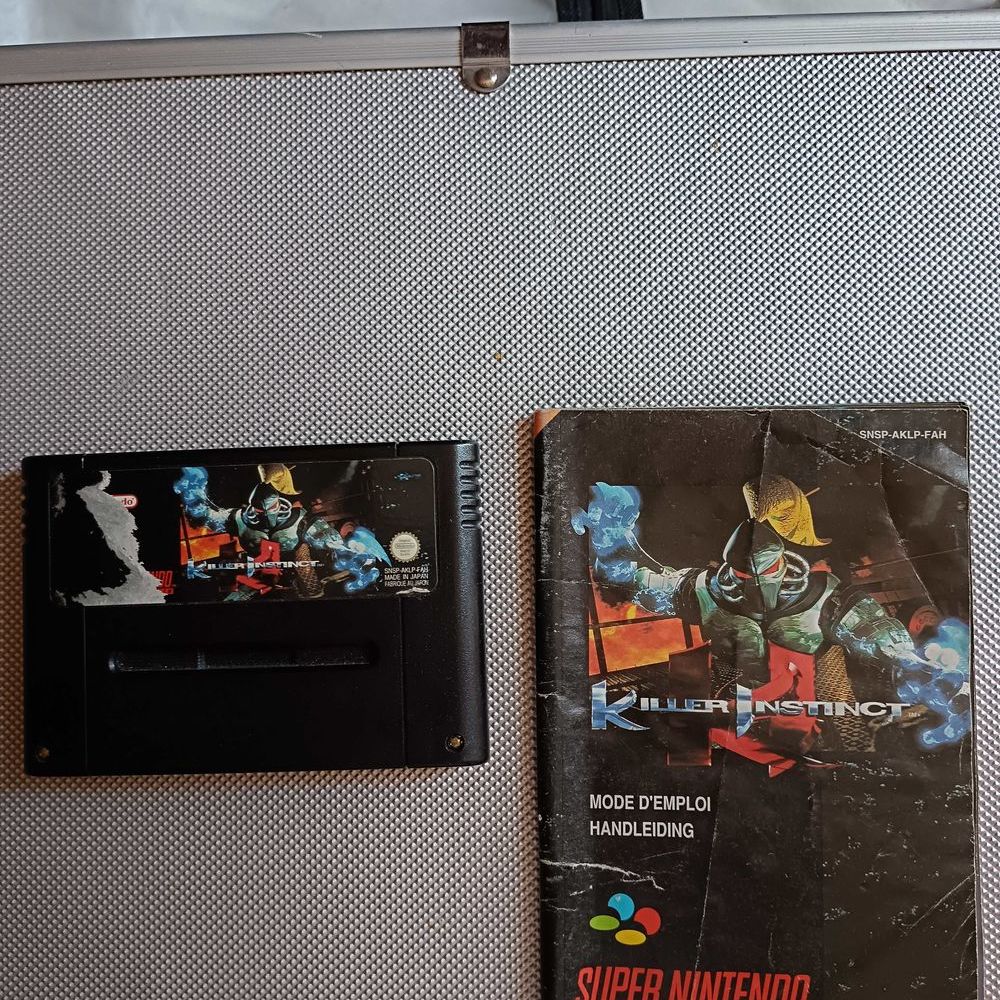 SNSP-AKLP-FAH
KILLER INSTINCT
SNSP-AKLP-FAH
MADE IN JAPAN
FABRIQUÉ AU JAPON
KILLER INSTINCT
MODE D'EMPLOI
HANDLEIDING
SUPER NINTENDO